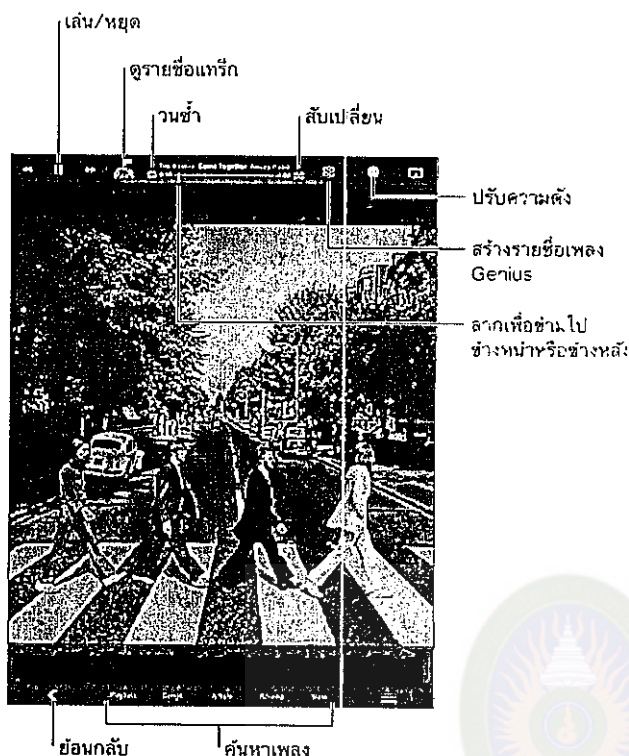 เล่น/หยุด
ดูรายชื่อแทร็ก
วนซ้ำ
สับเปลี่ยน
Come Together
ปรับความดัง
สร้างรายชื่อเพลง
Genius
ลากเพื่อข้ามไป
ข้างหน้าหรือข้างหลัง
ย้อนกลับ
ค้นหาเพลง